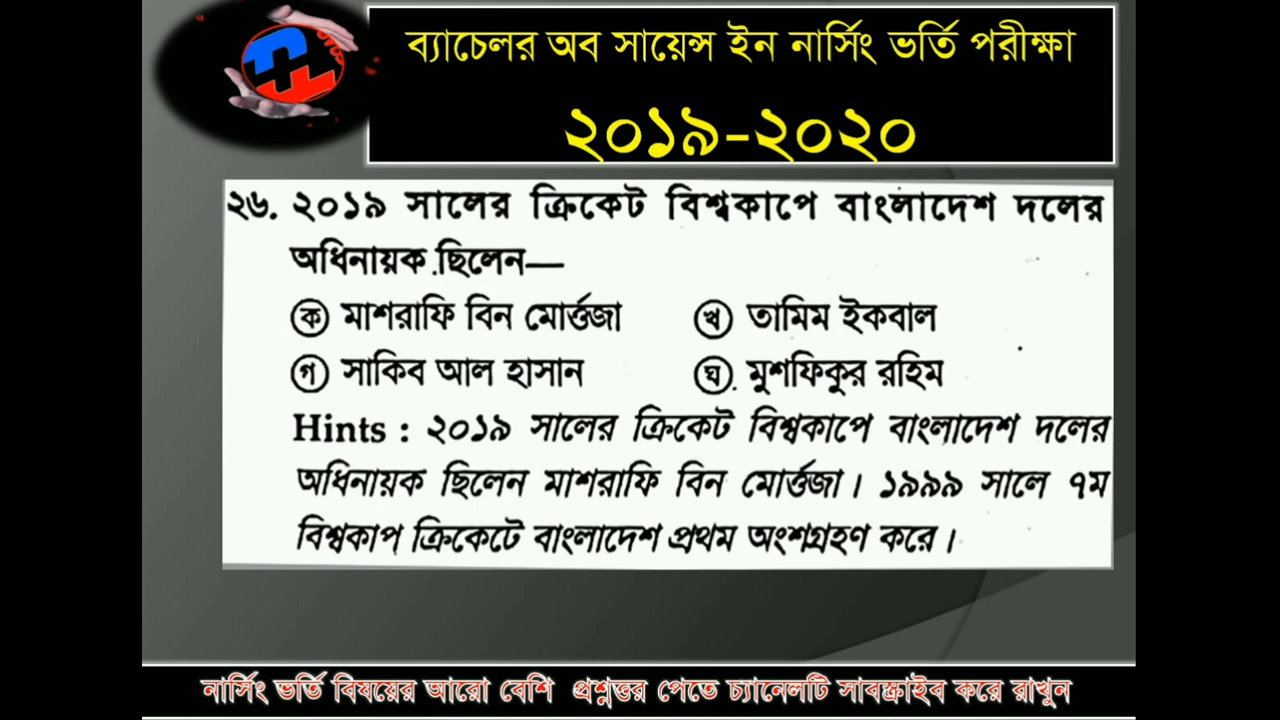 ব্যাচেলর অব সায়েন্স ইন নার্সিং ভর্তি পরীক্ষা
২০১৯-২০২০
২৬. ২০১৯ সালের ক্রিকেট বিশ্বকাপে বাংলাদেশ দলের
অধিনায়ক ছিলেন—
ক মাশরাফি বিন মোর্ত্তজা খ তামিম ইকবাল
গ সাকিব আল হাসান ঘ মুশফিকুর রহিম
Hints : ২০১৯ সালের ক্রিকেট বিশ্বকাপে বাংলাদেশ দলের
অধিনায়ক ছিলেন মাশরাফি বিন মোর্ত্তজা। ১৯৯৯ সালে ৭ম
বিশ্বকাপ ক্রিকেটে বাংলাদেশ প্রথম অংশগ্রহণ করে।
নার্সিং ভর্তি বিষয়ের আরো বেশি প্রশ্নত্তর পেতে চ্যানেলটি সাবস্ক্রাইব করে রাখুন